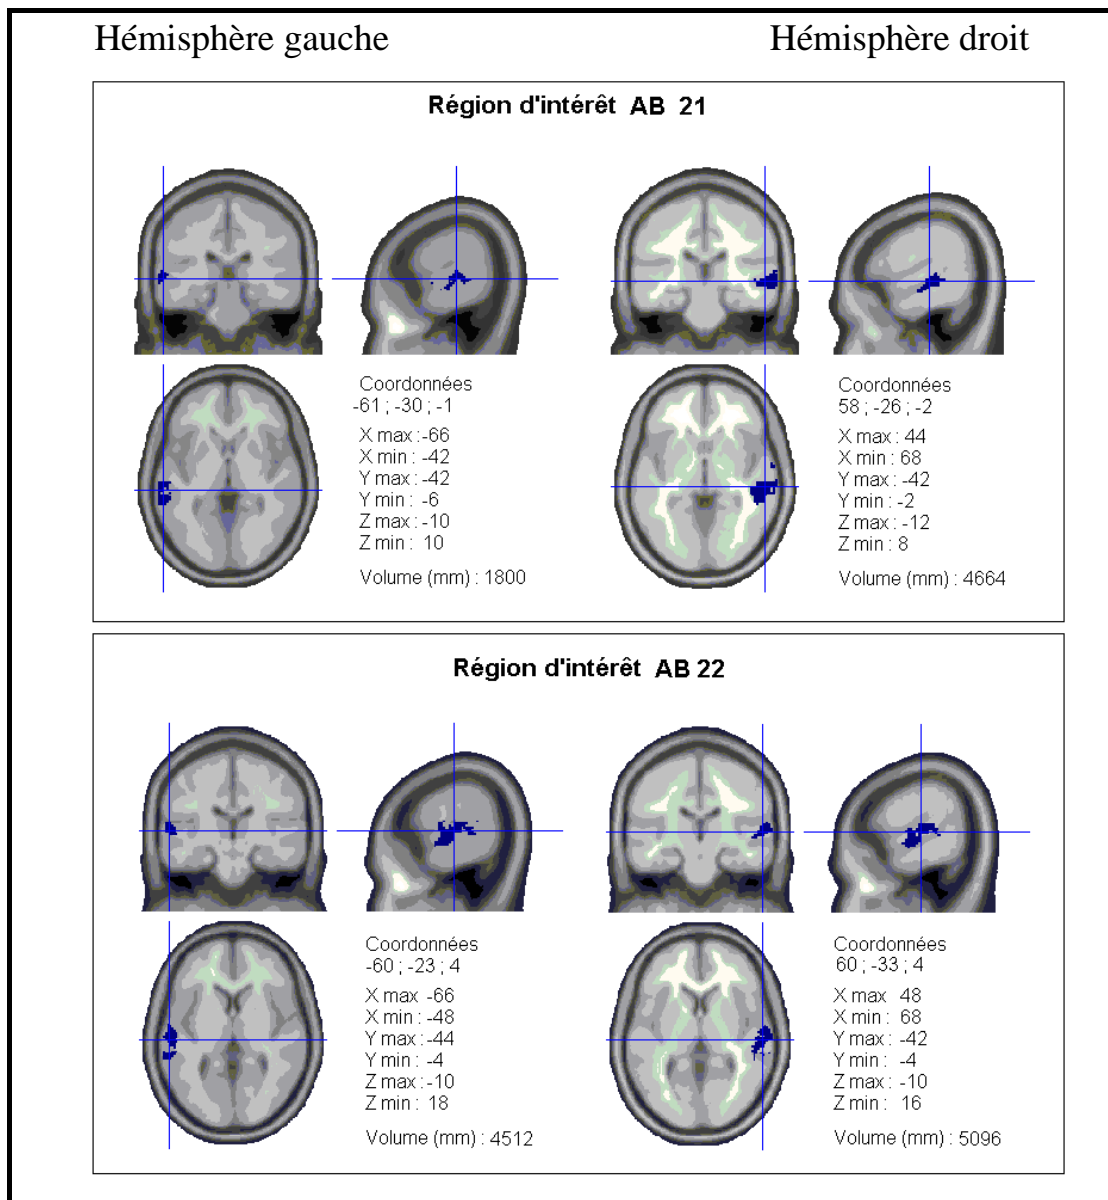 Hémisphère gauche Hémisphère droit
Région d'intérêt AB 21
Coordonnées
-61 ; -30 ; -1
X max :-66
X min : -42
Y max :-42
Y min : -6
Z max :-10
Z min : 10
Volume (mm) : 1800
Coordonnées
58 ; -26 ; -2
X max : 44
X min : 68
Y max :-42
Y min : -2
Z max :-12
Z min : 8
Volume (mm) : 4664
Région d'intérêt AB 22
Coordonnées
-60 ; -23 ; 4
X max -66
X min : -48
Y max :-44
Y min : -4
Z max :-10
Z min : 18
Volume (mm) : 4512
Coordonnées
60 ; -33 ; 4
X max 48
X min : 68
Y max :-42
Y min : -4
Z max :-10
Z min : 16
Volume (mm) : 5096